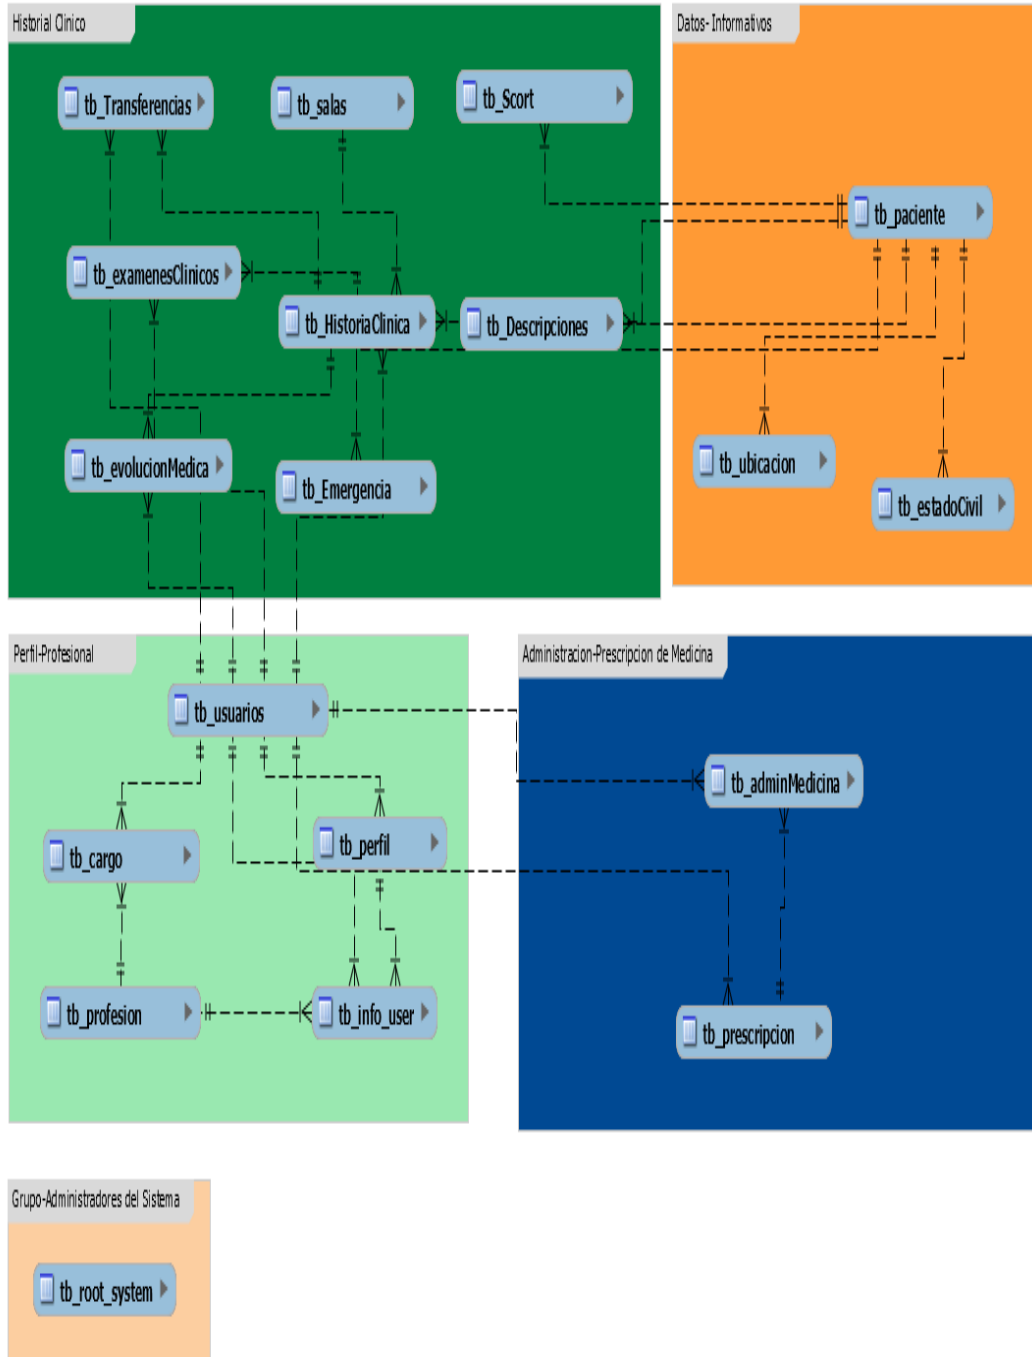 Historial Clinico
Datos- Informativos
tb_Transferencias
tb_salas
tb_Scort
tb_paciente
tb_examenesClinicos
tb_HistoriaClinica
tb_Descripciones
tb_evolucionMedica
tb_Emergencia
tb_ubicacion
tb_estadoCivil
Perfil-Profesional
Administracion-Prescripcion de Medicina
tb_usuarios
tb_adminMedicina
tb_cargo
tb_perfil
tb_profesion
tb_info_user
tb_prescripcion
Grupo-Administradores del Sistema
tb_root_system